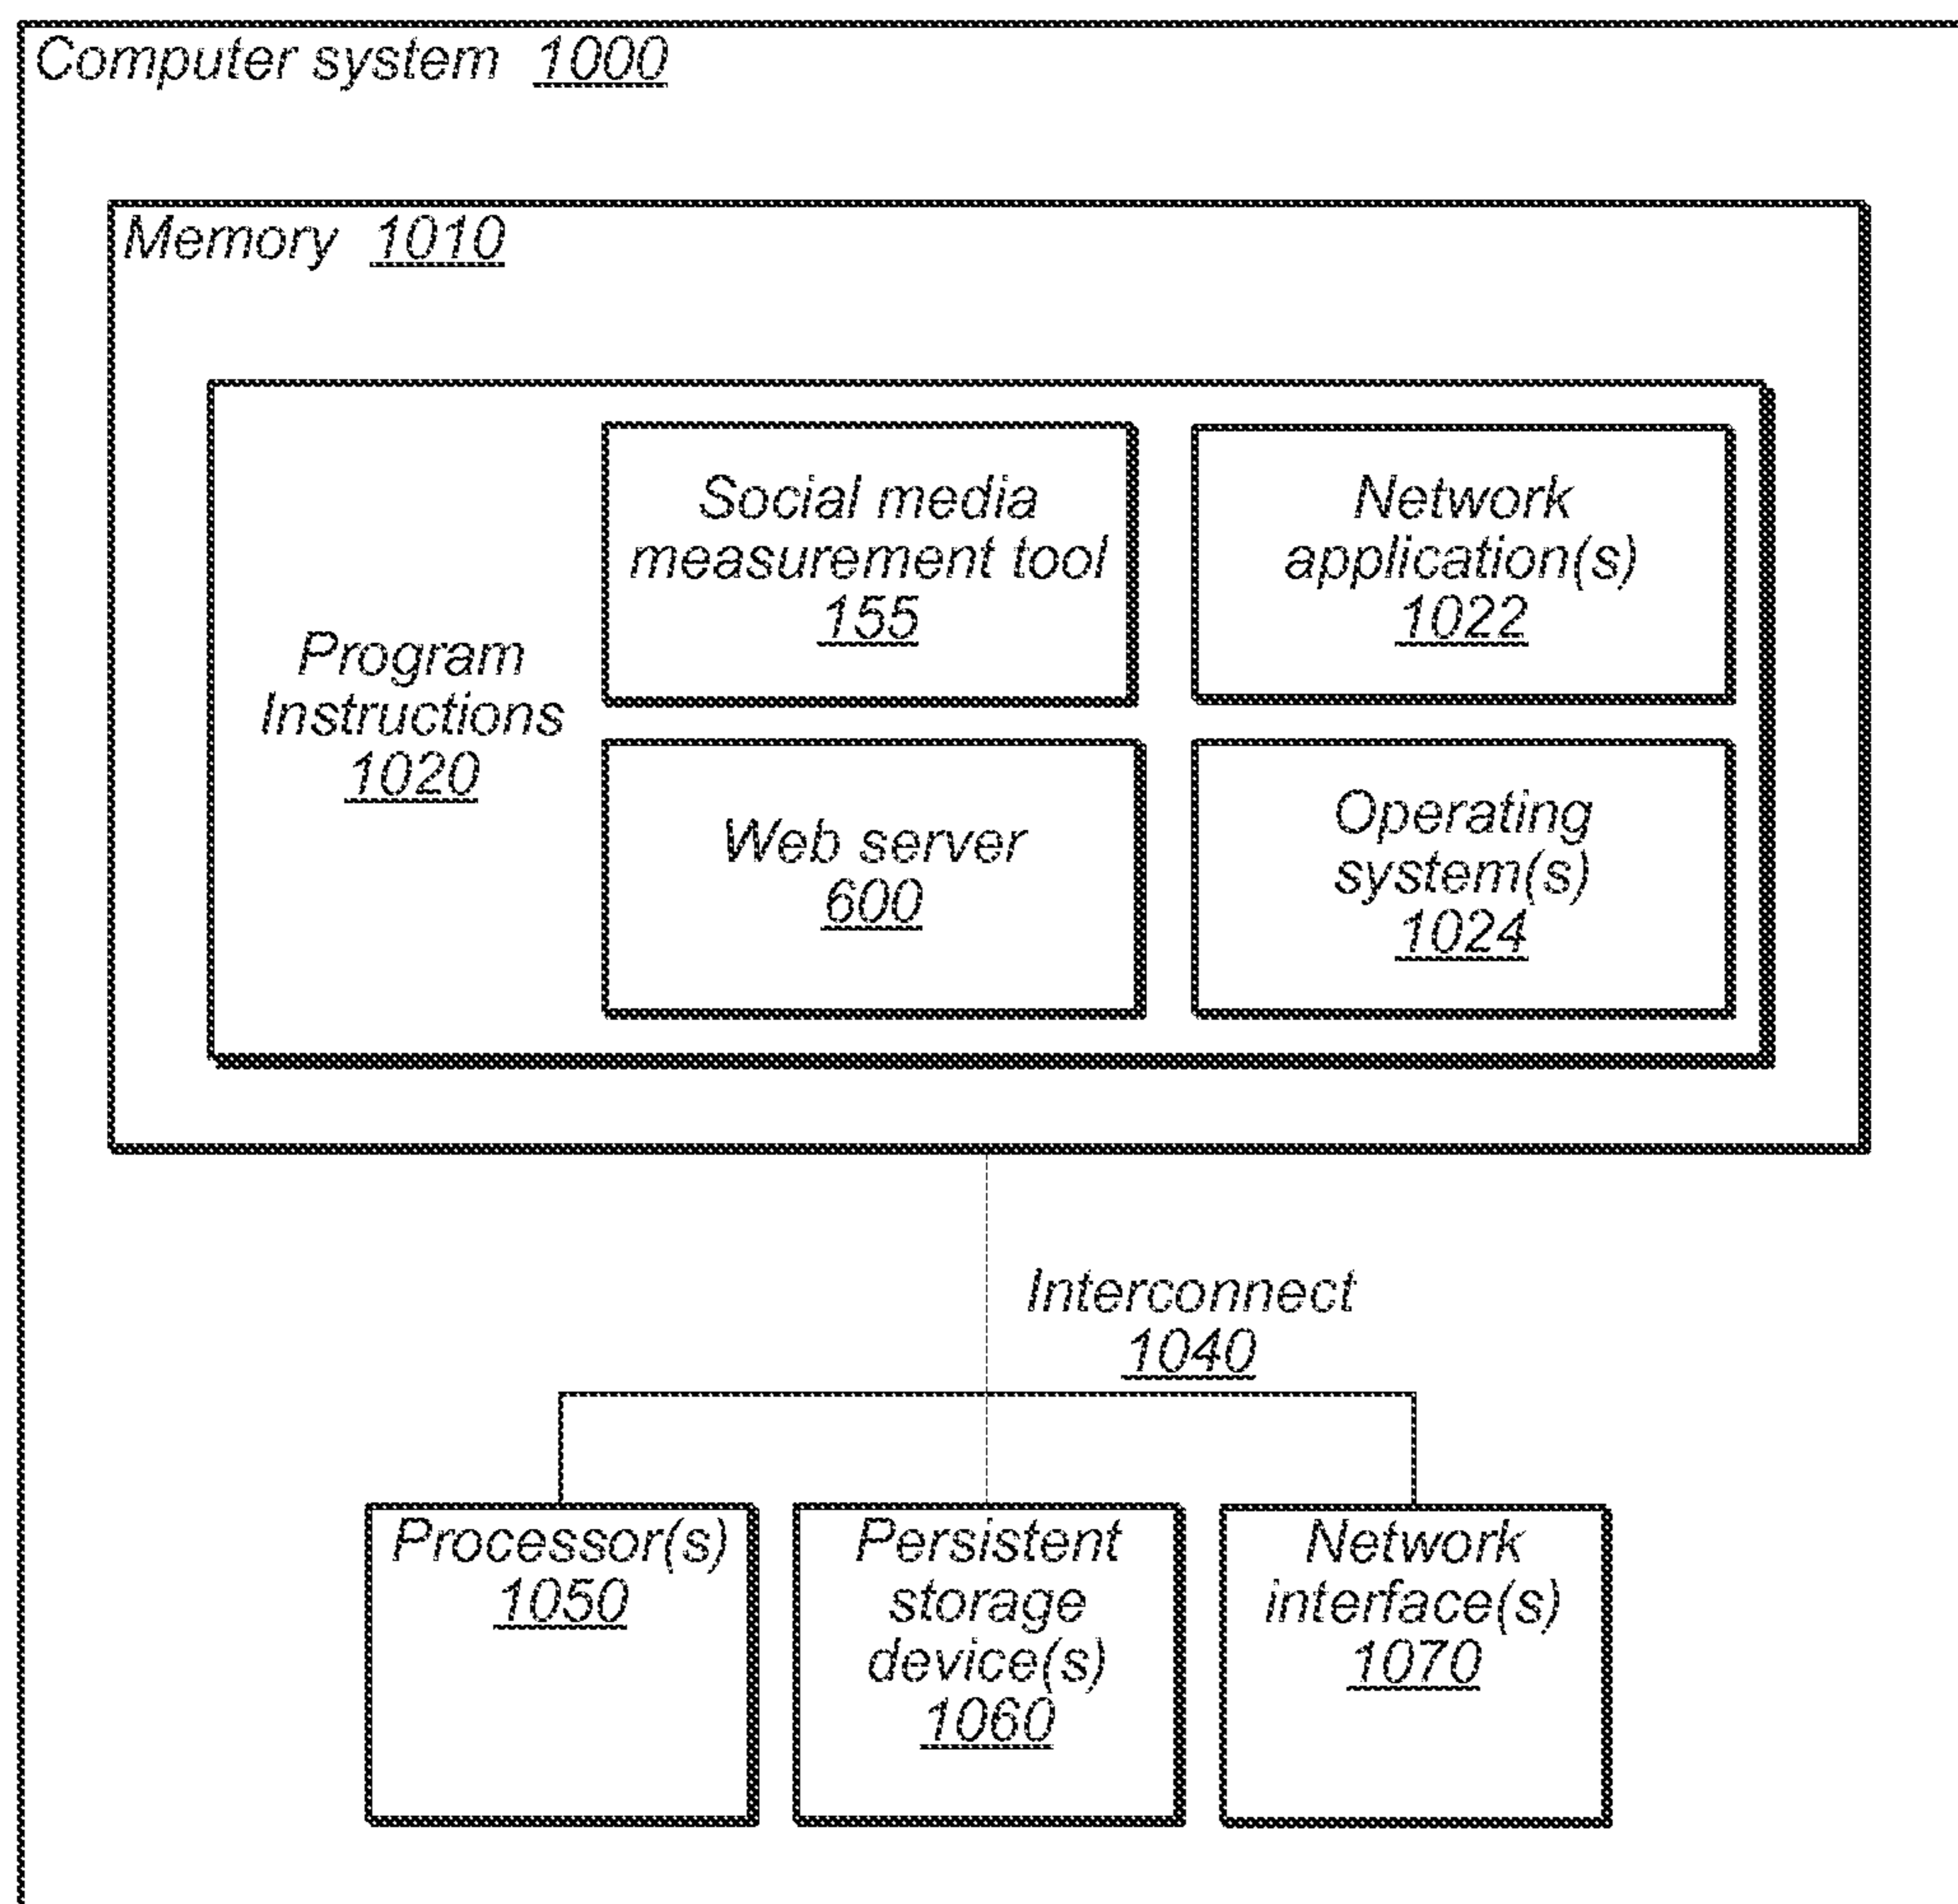 Computer system 1000
Memory 1010
Program
Instructions
1020
Social media
measurement tool
155
Network
application(s)
1022
Web server
600
Operating
system(s)
1024
Interconnect
1040
Processor(s)
1050
Persistent
storage
device(s)
1060
Network
interface(s)
1070